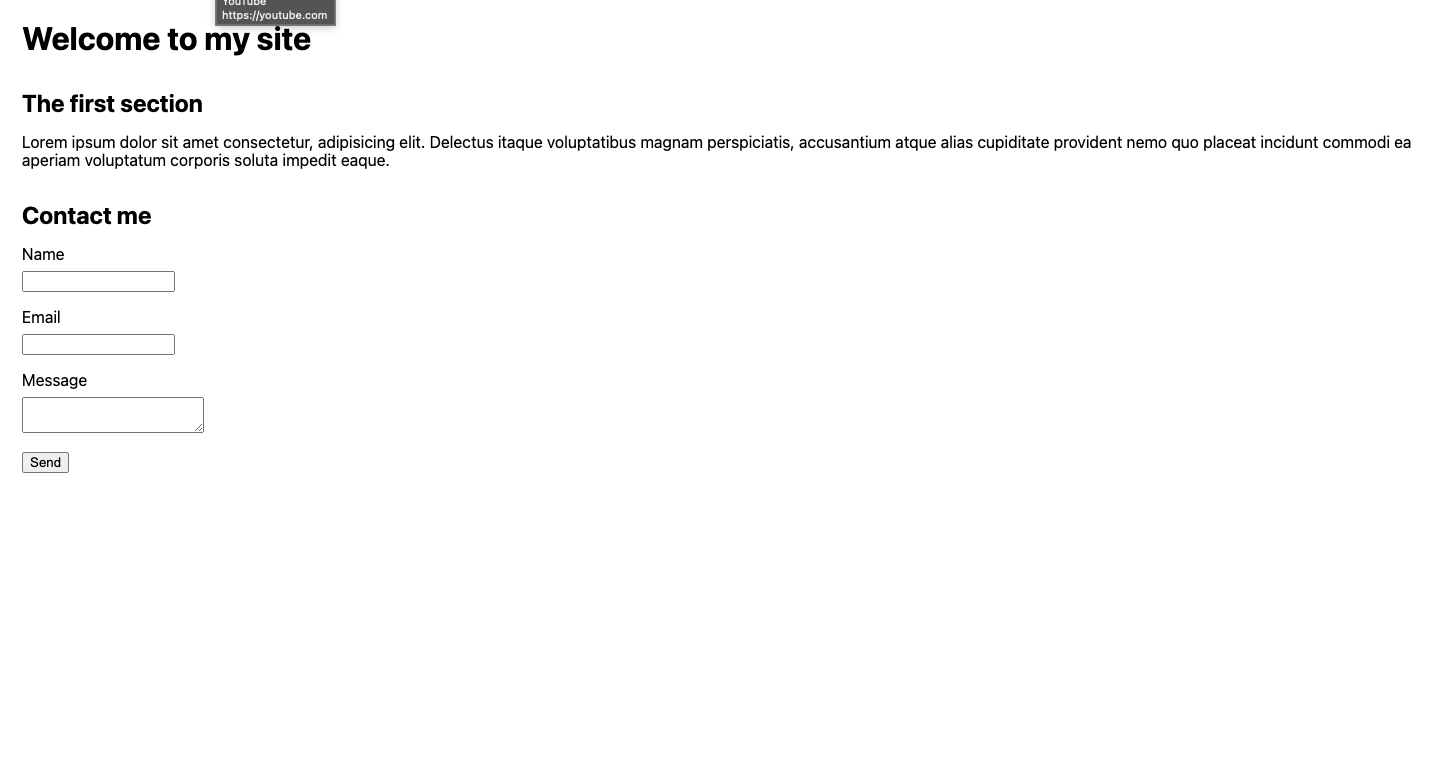 YouTube
https://youtube.com
Welcome to my site
The first section
Lorem ipsum dolor sit amet consectetur, adipisicing elit. Delectus itaque voluptatibus magnam perspiciatis, accusantium atque alias cupiditate provident nemo quo placeat incidunt commodi ea
aperiam voluptatum corporis soluta impedit eaque.
Contact me
Name
Email
Message
Send